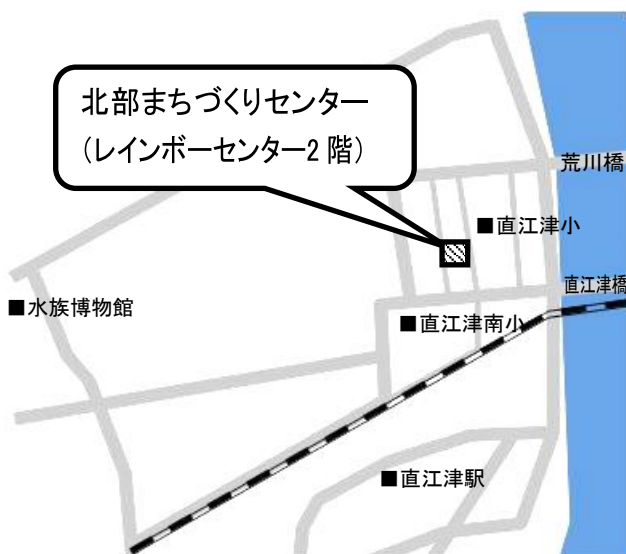 北部まちづくりセンター
(レインボーセンター2階)
荒川橋
■直江津小
直江津橋
■水族博物館
■直江津南小
■直江津駅